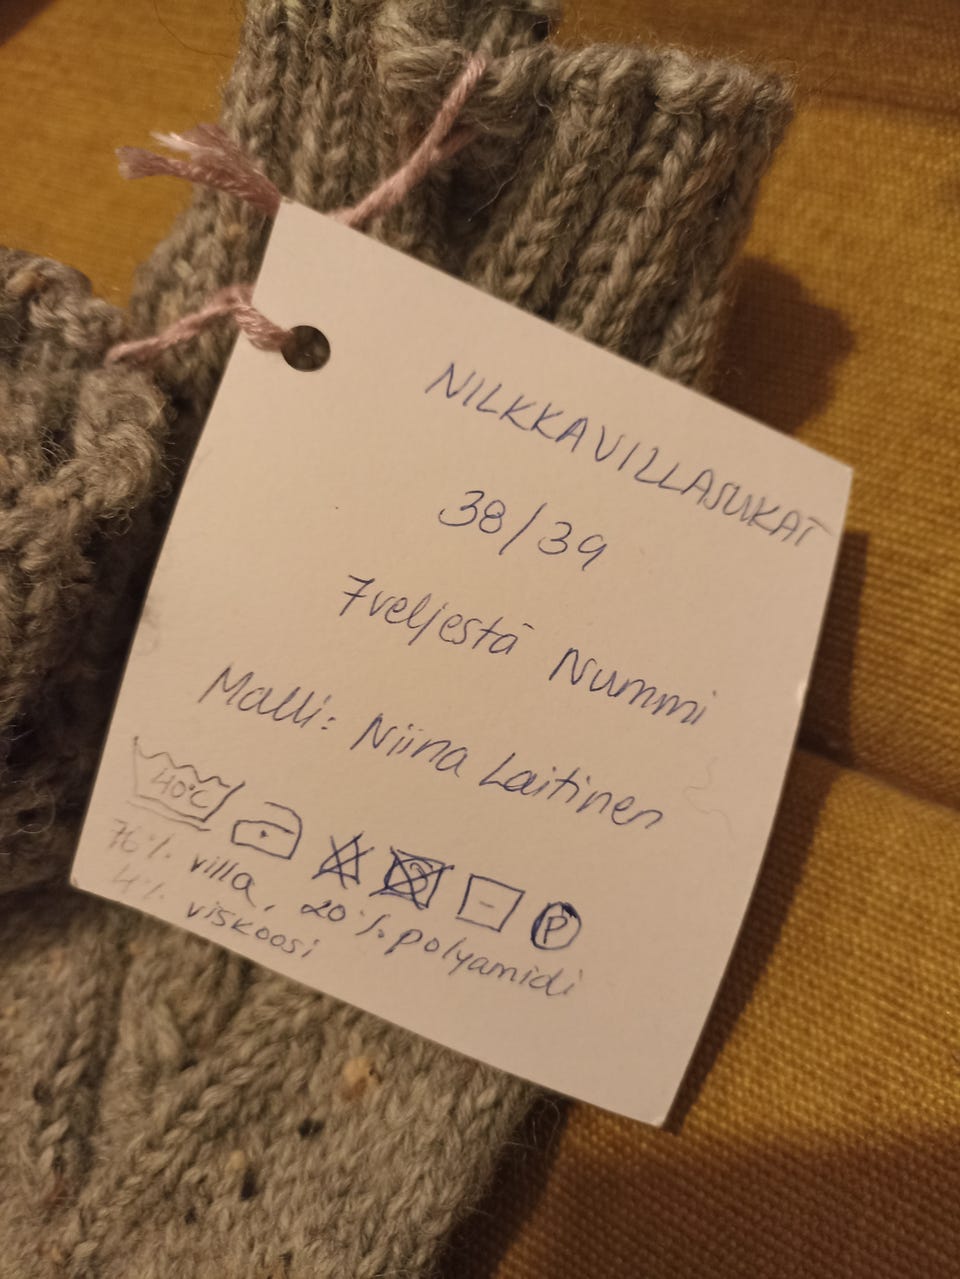 NILKKAVILLASUKAT
38/39
7veljestä Nummi
Malli: Niina Laitinen
40°C P
76% villa, 20% polyamidi
4% viskoosi